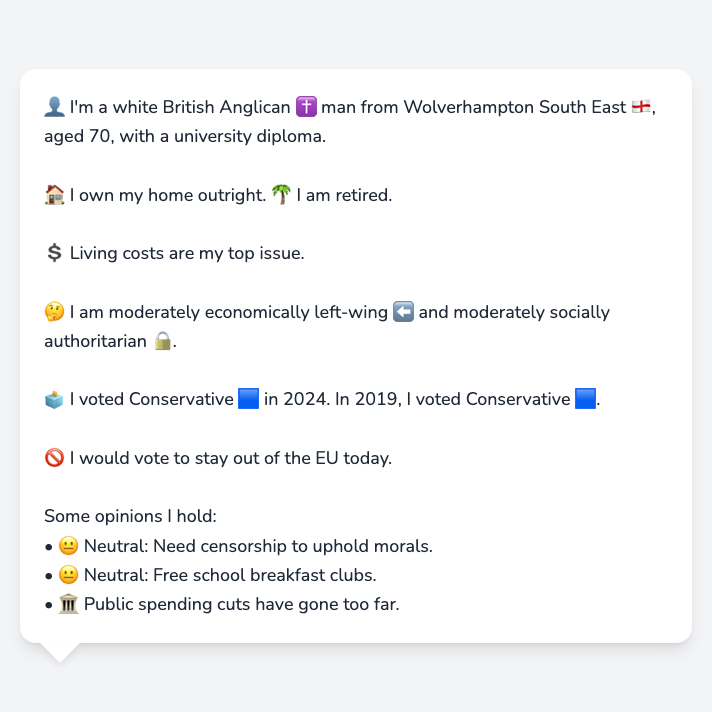 👤 I'm a white British Anglican ✝️ man from Wolverhampton South East 🏴󠁧󠁢󠁥󠁮󠁧󠁿,
aged 70, with a university diploma.
🏠 I own my home outright. 🌴 I am retired.
💲 Living costs are my top issue.
🤔 I am moderately economically left-wing ⬅️ and moderately socially
authoritarian 🔒.
🗳️ I voted Conservative 🟦 in 2024. In 2019, I voted Conservative 🟦.
🚫 I would vote to stay out of the EU today.
Some opinions I hold:
• 😐 Neutral: Need censorship to uphold morals.
• 😐 Neutral: Free school breakfast clubs.
• 🏛️ Public spending cuts have gone too far.